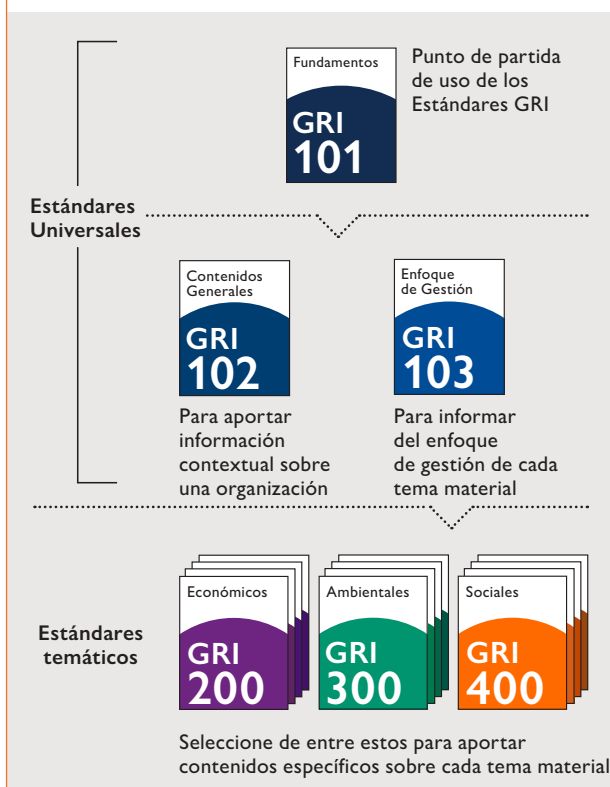 Fundamentos
GRI
101
Punto de partida
de uso de los
Estándares GRI
Estándares
Universales
Contenidos
Generales
GRI
102
Enfoque
de Gestión
GRI
103
Para aportar
información
contextual sobre
una organización
Para informar
del enfoque
de gestión de cada
tema material
Estándares
temáticos
Económicos
GRI
200
Ambientales
GRI
300
Sociales
GRI
400
Seleccione de entre estos para aportar
contenidos específicos sobre cada tema material